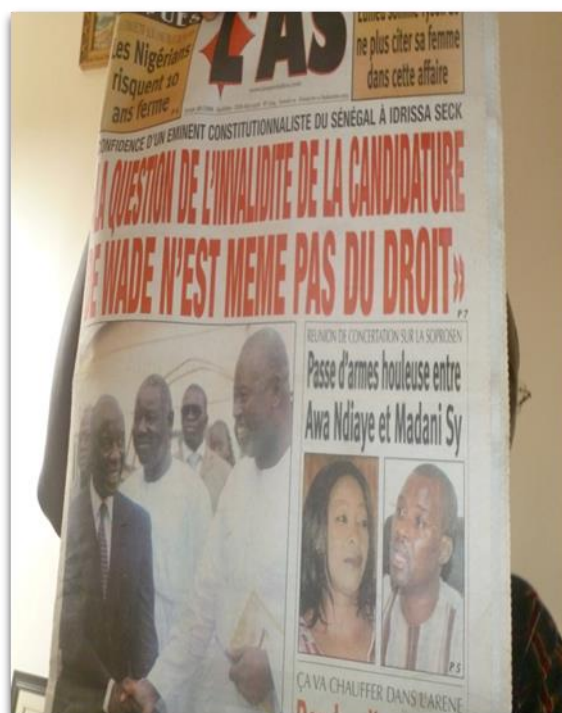 Les Nigérians
risquent 10
ans ferme
P 4
L'AS
ne plus citer sa femme
dans cette affaire
CONFIDENCE D'UN EMINENT CONSTITUTIONNALISTE DU SÉNÉGAL À IDRISSA SECK
LA QUESTION DE L'INVALIDITE DE LA CANDIDATURE
DE WADE N'EST MEME PAS DU DROIT»
P 7
REUNION DE CONCERTATION SUR LA SOPROSEN
Passe d'armes houleuse entre
Awa Ndiaye et Madani Sy
P 5
ÇA VA CHAUFFER DANS L'ARENE